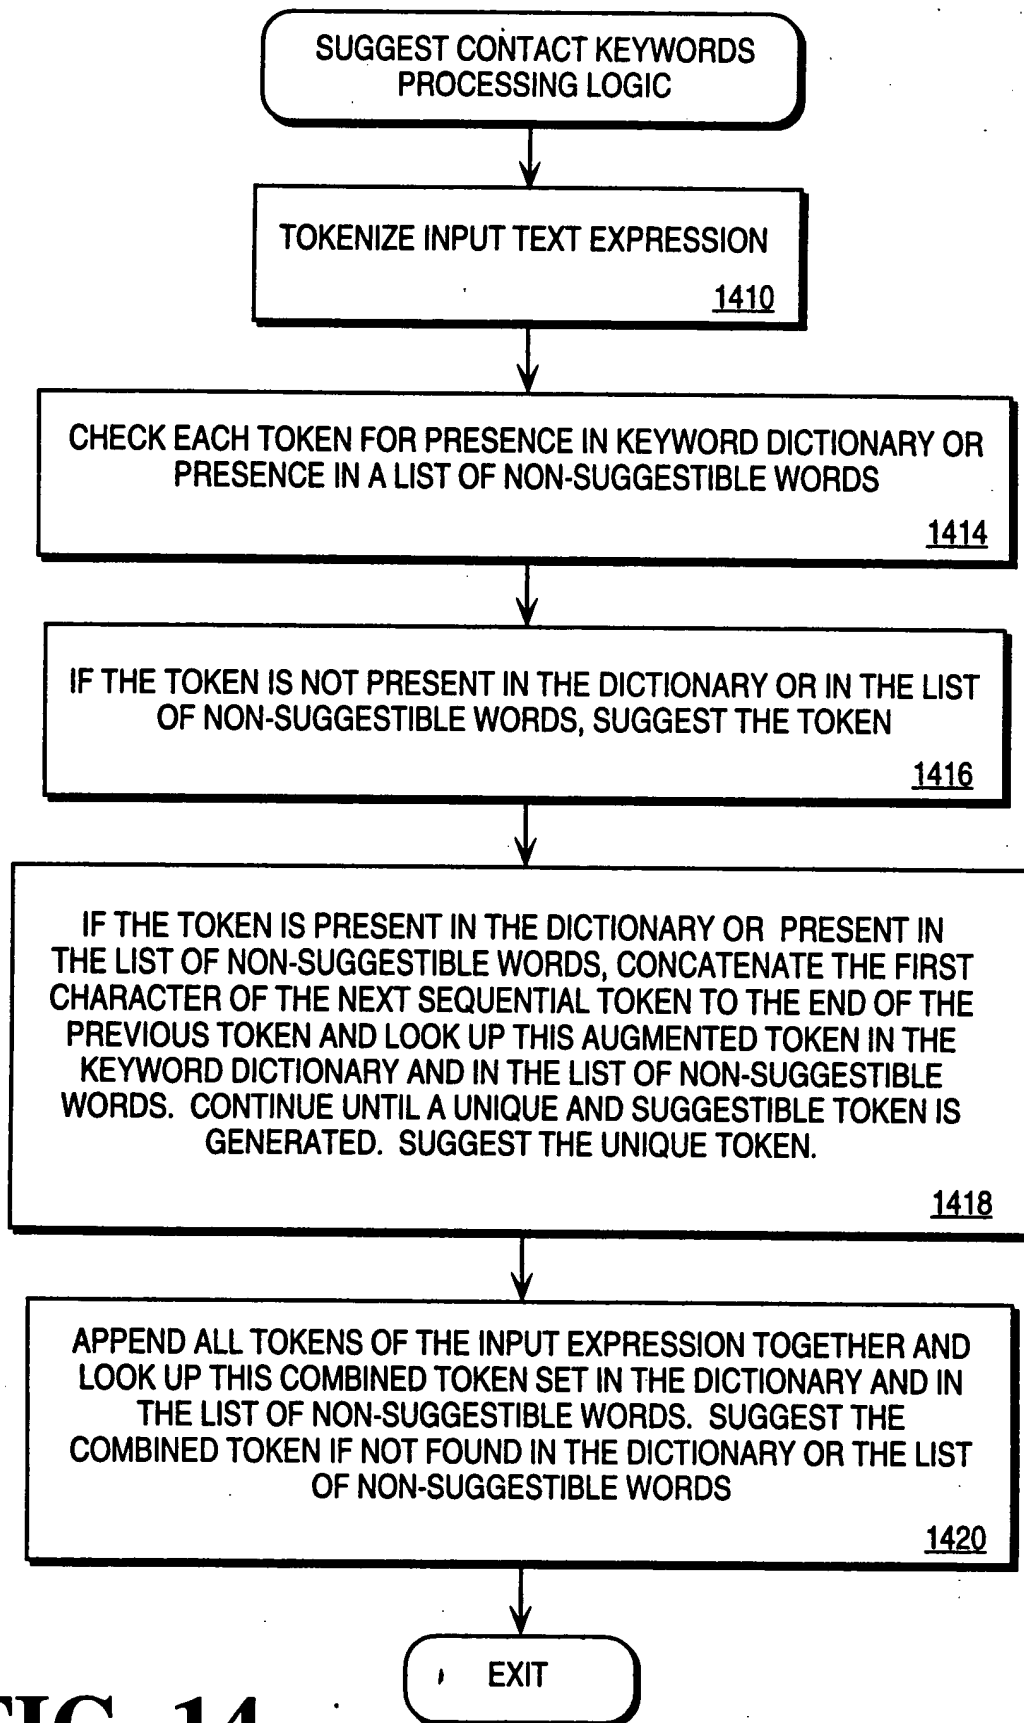 SUGGEST CONTACT KEYWORDS
PROCESSING LOGIC
TOKENIZE INPUT TEXT EXPRESSION
1410
CHECK EACH TOKEN FOR PRESENCE IN KEYWORD DICTIONARY OR
PRESENCE IN A LIST OF NON-SUGGESTIBLE WORDS
1414
IF THE TOKEN IS NOT PRESENT IN THE DICTIONARY OR IN THE LIST
OF NON-SUGGESTIBLE WORDS, SUGGEST THE TOKEN
1416
IF THE TOKEN IS PRESENT IN THE DICTIONARY OR PRESENT IN
THE LIST OF NON-SUGGESTIBLE WORDS, CONCATENATE THE FIRST
CHARACTER OF THE NEXT SEQUENTIAL TOKEN TO THE END OF THE
PREVIOUS TOKEN AND LOOK UP THIS AUGMENTED TOKEN IN THE
KEYWORD DICTIONARY AND IN THE LIST OF NON-SUGGESTIBLE
WORDS. CONTINUE UNTIL A UNIQUE AND SUGGESTIBLE TOKEN IS
GENERATED. SUGGEST THE UNIQUE TOKEN.
1418
APPEND ALL TOKENS OF THE INPUT EXPRESSION TOGETHER AND
LOOK UP THIS COMBINED TOKEN SET IN THE DICTIONARY AND IN
THE LIST OF NON-SUGGESTIBLE WORDS. SUGGEST THE
COMBINED TOKEN IF NOT FOUND IN THE DICTIONARY OR THE LIST
OF NON-SUGGESTIBLE WORDS
1420
EXIT
FIG. 14